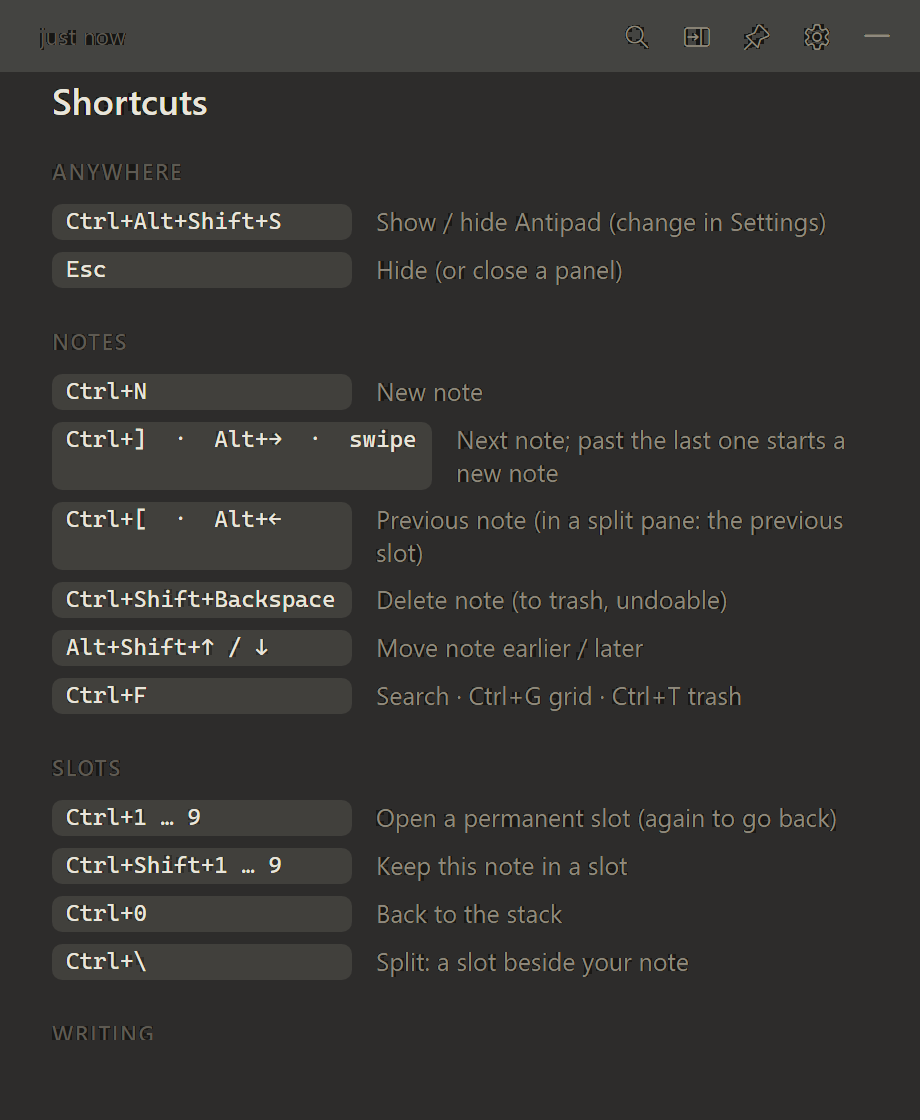 just now
Shortcuts
ANYWHERE
Ctrl+Alt+Shift+S Show / hide Antipad (change in Settings)
Esc Hide (or close a panel)
NOTES
Ctrl+N New note
Ctrl+] · Alt+→ · swipe Next note; past the last one starts a
new note
Ctrl+[ · Alt+← Previous note (in a split pane: the previous
slot)
Ctrl+Shift+Backspace Delete note (to trash, undoable)
Alt+Shift+↑ / ↓ Move note earlier / later
Ctrl+F Search · Ctrl+G grid · Ctrl+T trash
SLOTS
Ctrl+1 … 9 Open a permanent slot (again to go back)
Ctrl+Shift+1 … 9 Keep this note in a slot
Ctrl+0 Back to the stack
Ctrl+\ Split: a slot beside your note
WRITING